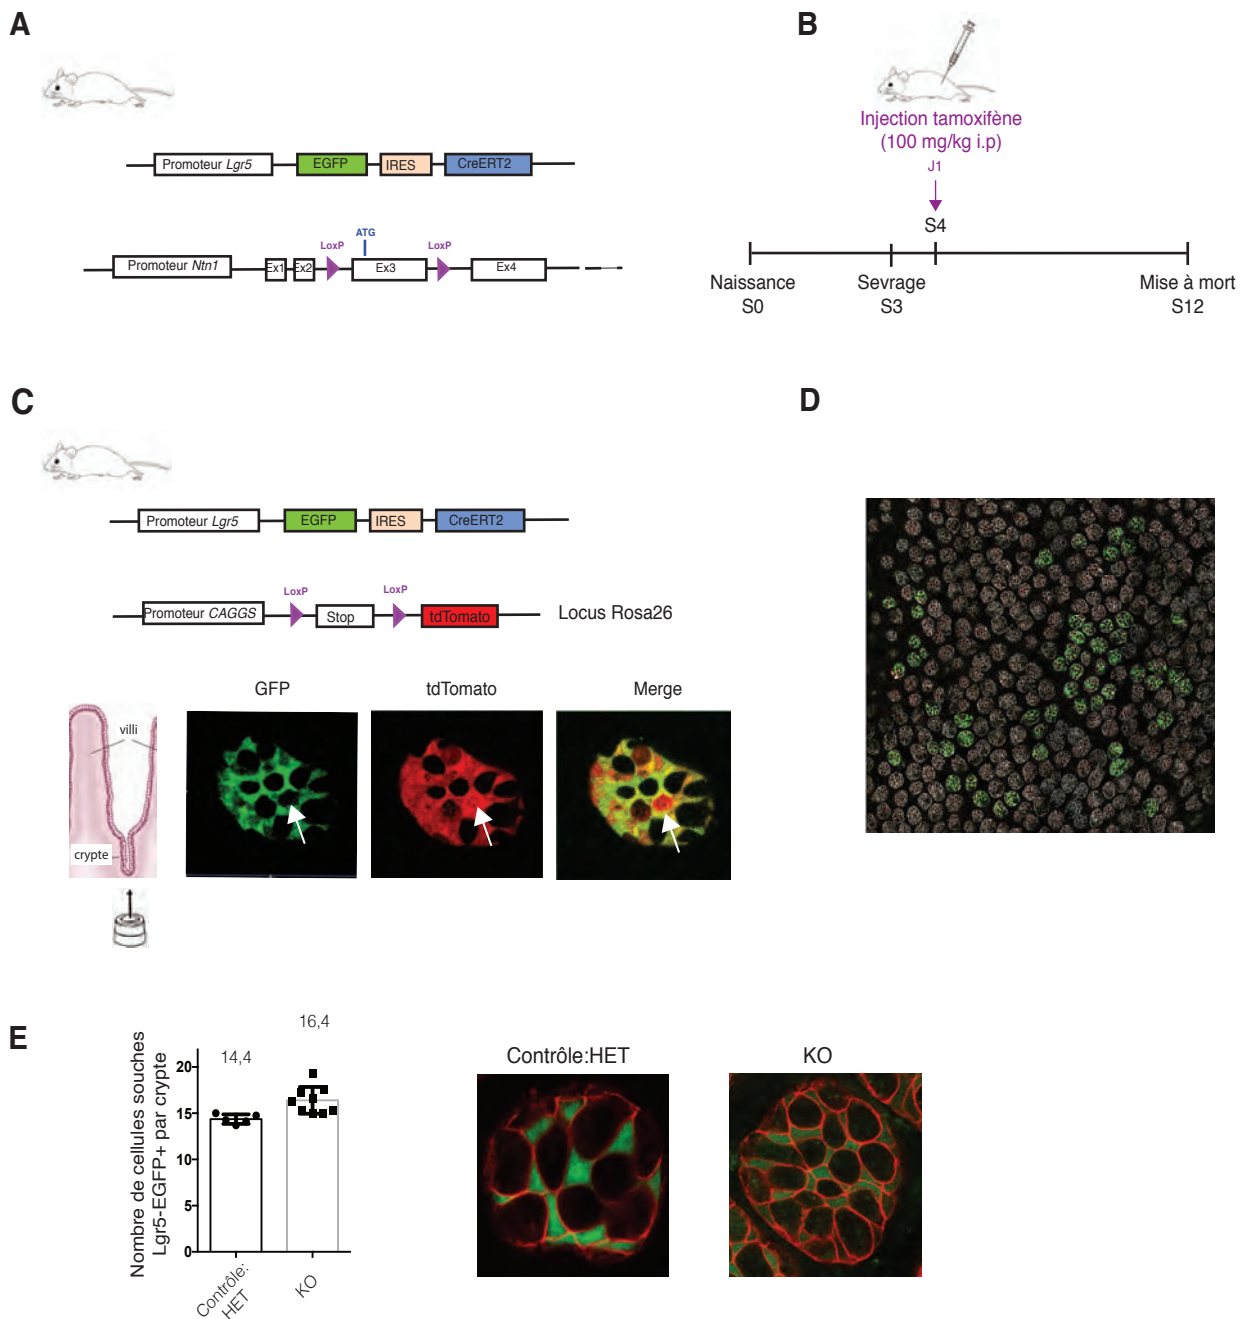 A
Promoteur Lgr5
EGFP
IRES
CreERT2
Promoteur Ntn1
Ex1
Ex2
LoxP
ATG
Ex3
LoxP
Ex4
B
Injection tamoxifène
(100 mg/kg i.p)
J1
S4
Naissance
S0
Sevrage
S3
Mise à mort
S12
C
Promoteur Lgr5
EGFP
IRES
CreERT2
Promoteur CAGGS
LoxP
Stop
LoxP
tdTomato
Locus Rosa26
villi
crypte
GFP
tdTomato
Merge
D
E
Nombre de cellules souches
Lgr5-EGFP+ par crypte
20
15
10
5
0
14,4
16,4
Contrôle:
HET
KO
Contrôle:HET
KO